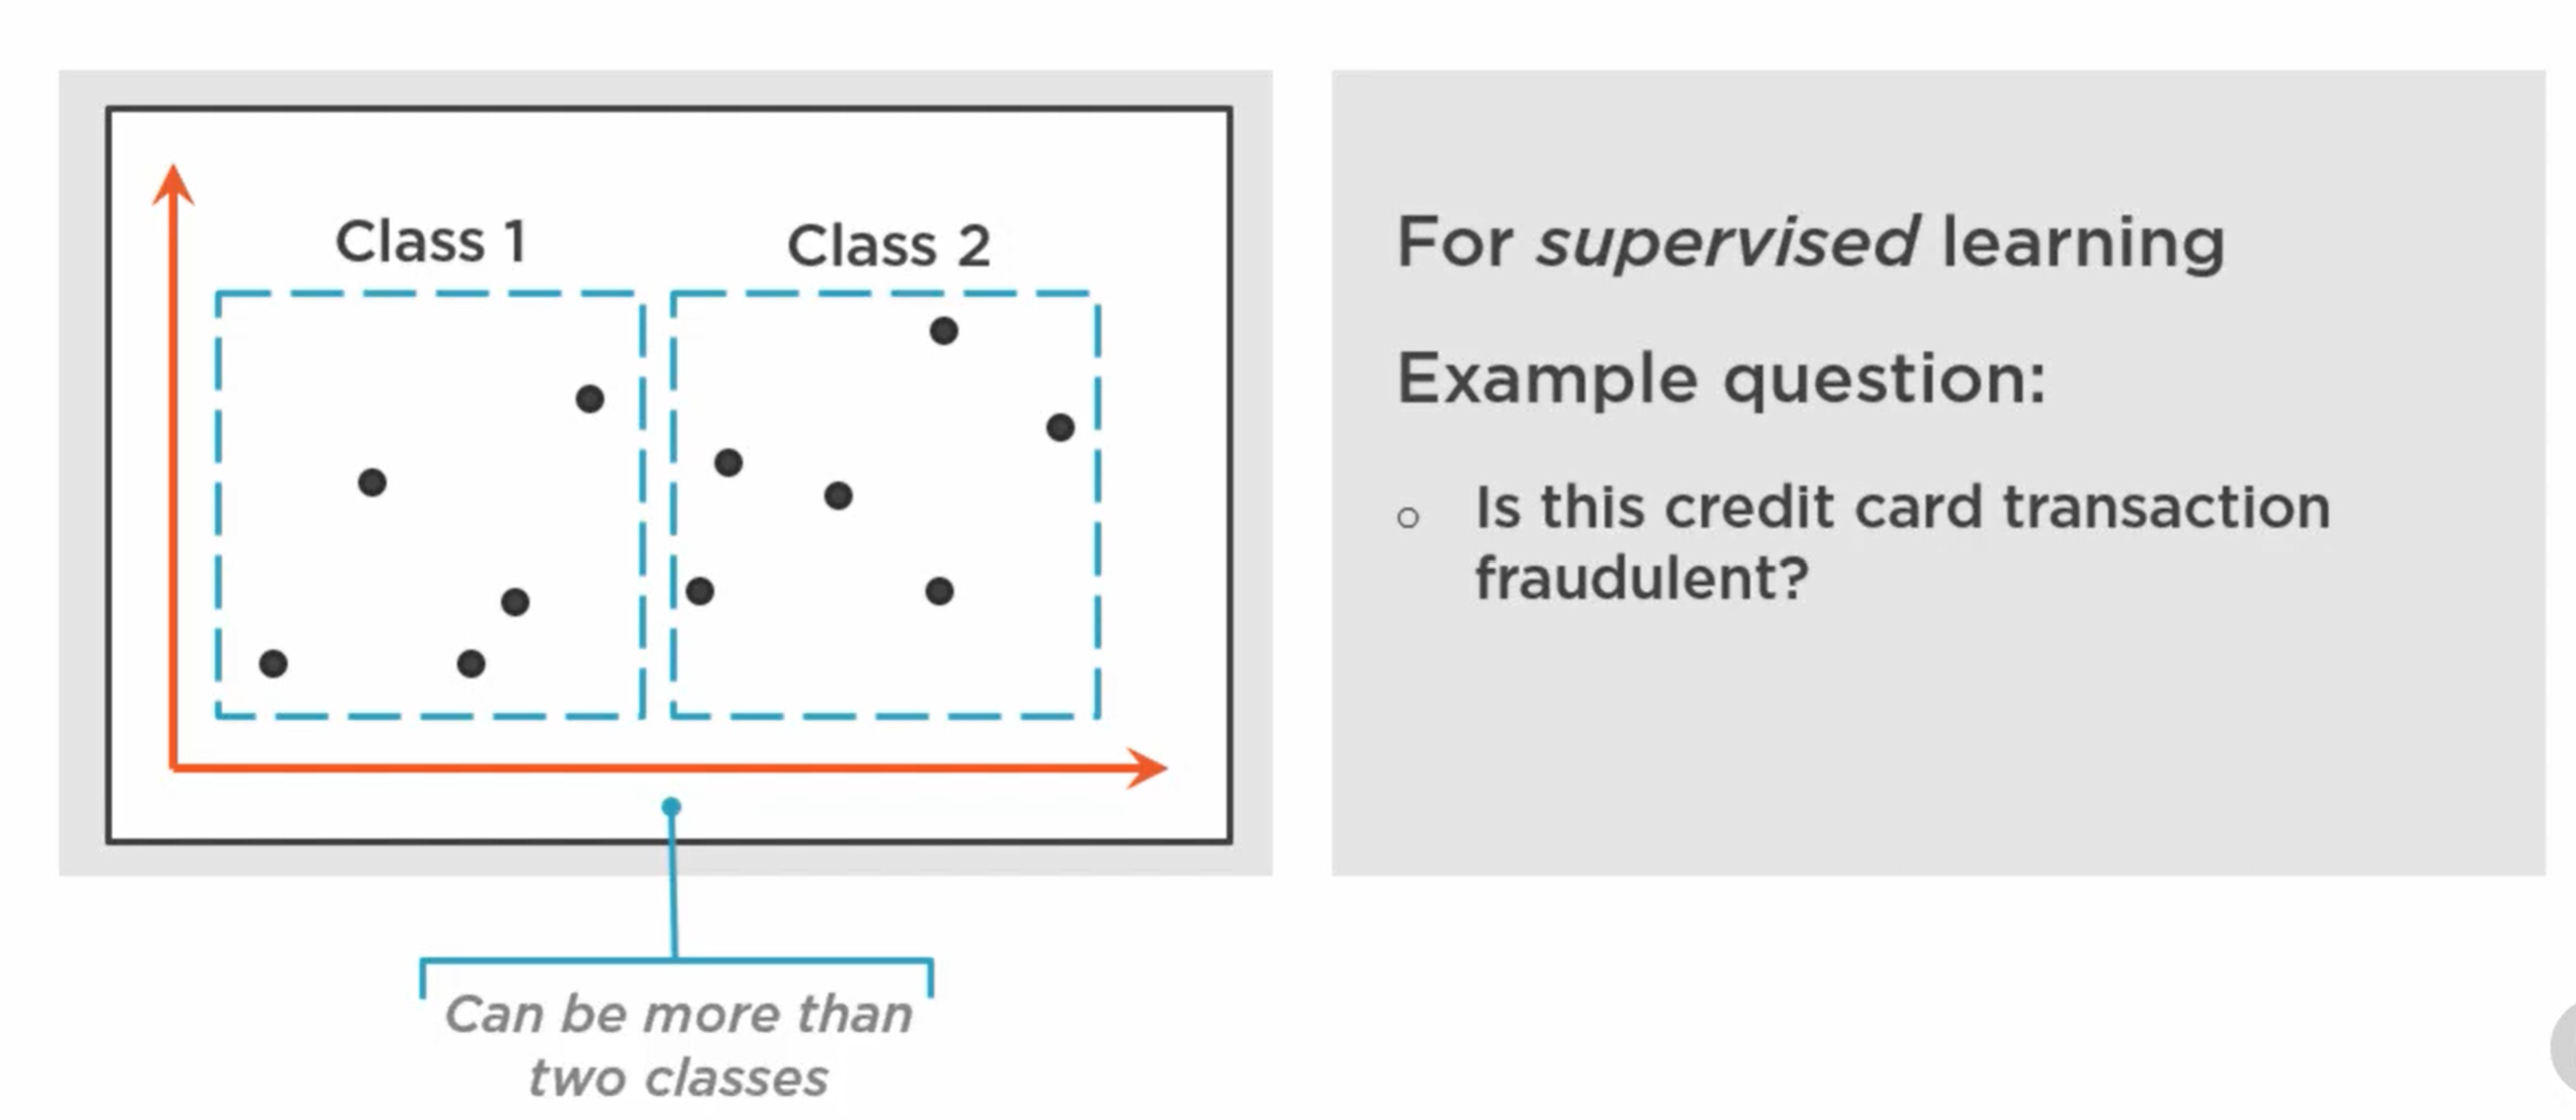 Class 1
Class 2
Can be more than
two classes
For supervised learning
Example question:
Is this credit card transaction
fraudulent?